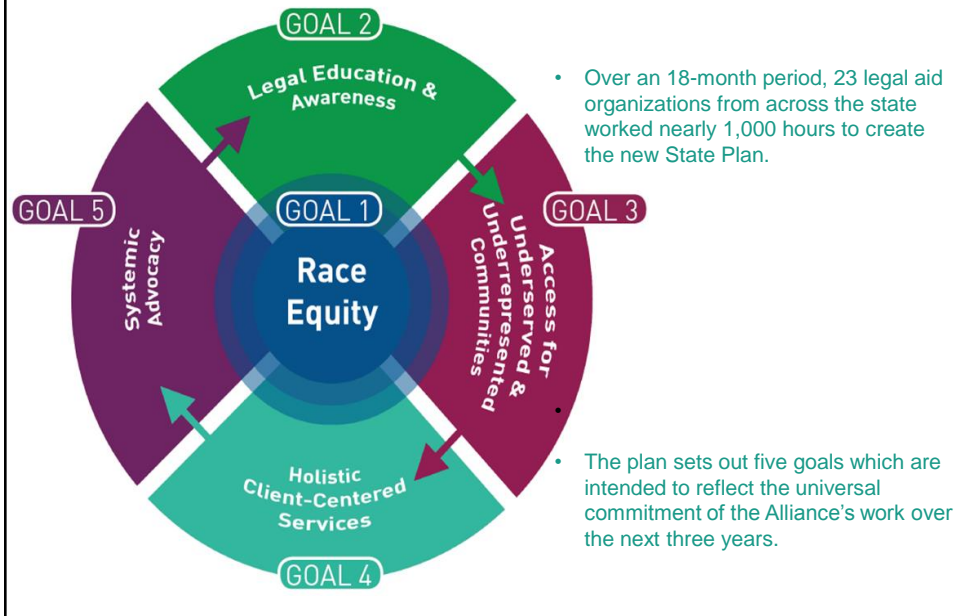 GOAL 2
Legal Education &
Awareness
GOAL 5
Systemic
Advocacy
GOAL 1
Race
Equity
GOAL 3
Access for
Underserved &
Underrepresented
Communities
Holistic
Client-Centered
Services
GOAL 4
• Over an 18-month period, 23 legal aid
organizations from across the state
worked nearly 1,000 hours to create
the new State Plan.
•
• The plan sets out five goals which are
intended to reflect the universal
commitment of the Alliance’s work over
the next three years.